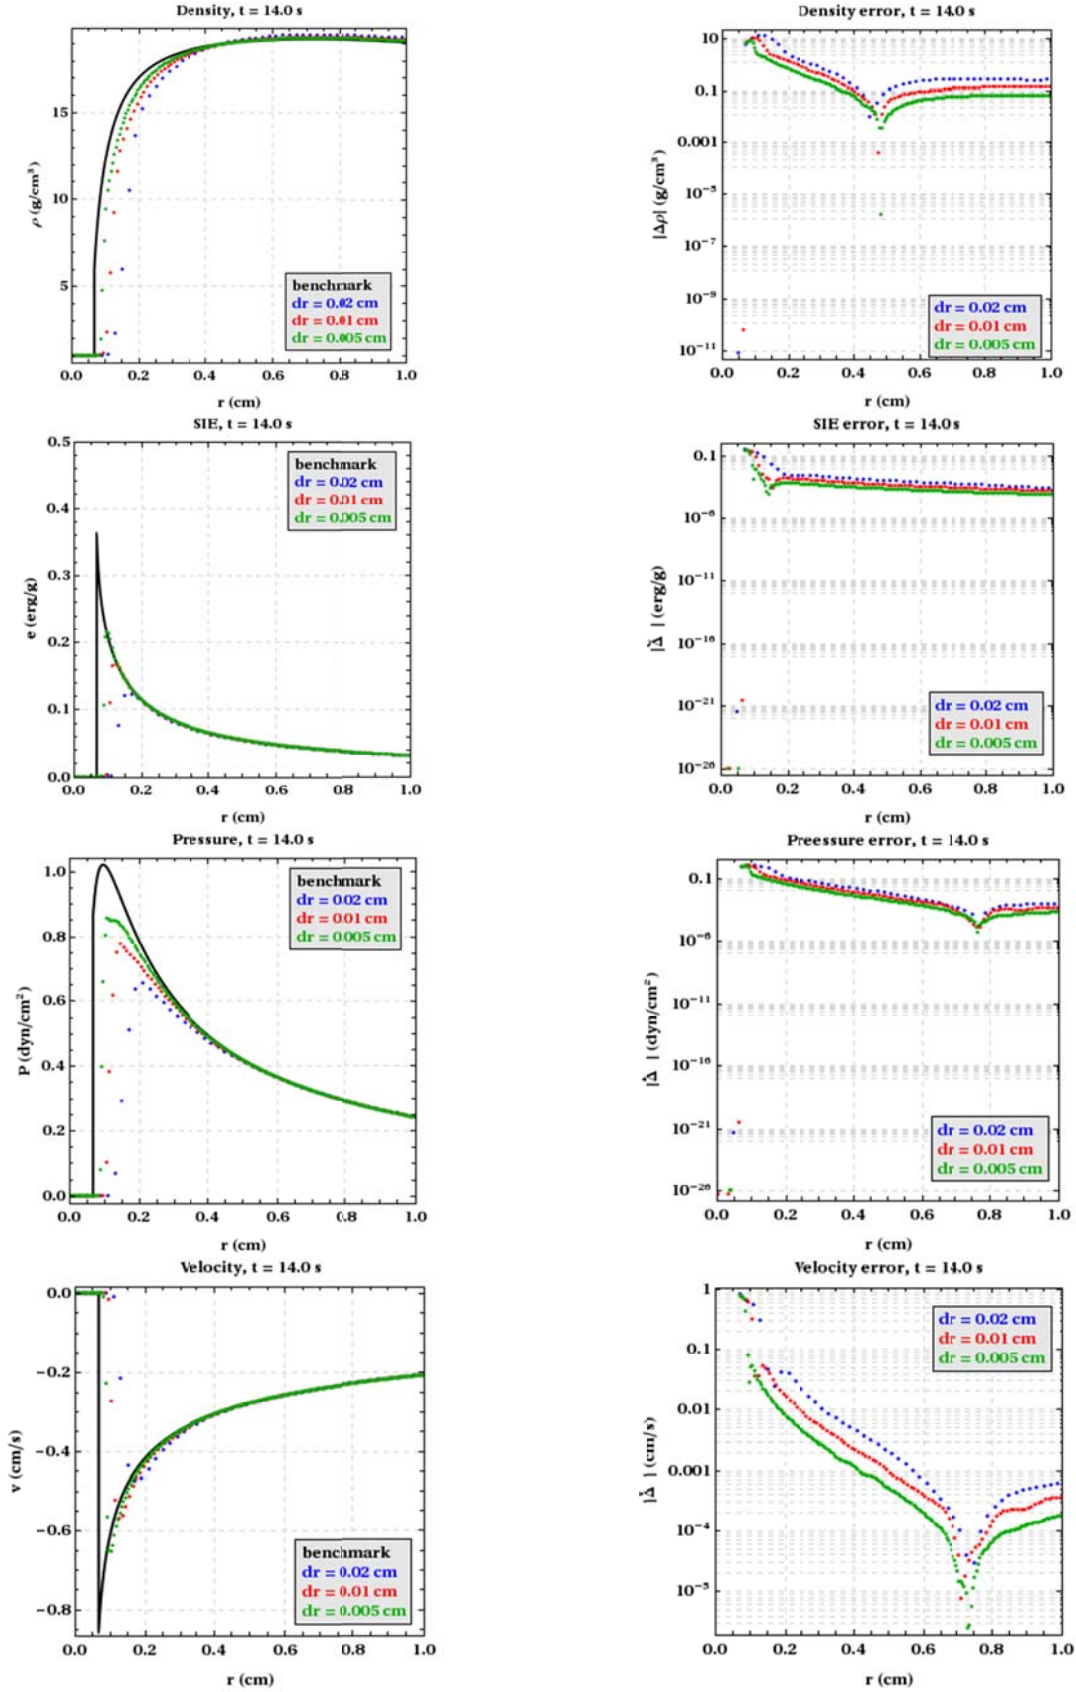 Density, t = 14.0 s
ρ (g/cm³)
15
10
5
benchmark
dr = 0.02 cm
dr = 0.01 cm
dr = 0.005 cm
0.0 0.2 0.4 0.6 0.8 1.0
r (cm)
Density error, t = 14.0 s
|Δρ| (g/cm³)
10
0.1
0.001
10⁻⁵
10⁻⁷
10⁻⁹
10⁻¹¹
dr = 0.02 cm
dr = 0.01 cm
dr = 0.005 cm
0.0 0.2 0.4 0.6 0.8 1.0
r (cm)
SIE, t = 14.0 s
e (erg/g)
0.5
0.4
0.3
0.2
0.1
0.0
benchmark
dr = 0.02 cm
dr = 0.01 cm
dr = 0.005 cm
0.0 0.2 0.4 0.6 0.8 1.0
r (cm)
SIE error, t = 14.0 s
|Δ | (erg/g)
0.1
10⁻⁶
10⁻¹¹
10⁻¹⁶
10⁻²¹
10⁻²⁶
dr = 0.02 cm
dr = 0.01 cm
dr = 0.005 cm
0.0 0.2 0.4 0.6 0.8 1.0
r (cm)
Pressure, t = 14.0 s
P (dyn/cm²)
1.0
0.8
0.6
0.4
0.2
0.0
benchmark
dr = 0.02 cm
dr = 0.01 cm
dr = 0.005 cm
0.0 0.2 0.4 0.6 0.8 1.0
r (cm)
Preessure error, t = 14.0 s
|Δ | (dyn/cm²)
0.1
10⁻⁶
10⁻¹¹
10⁻¹⁶
10⁻²¹
10⁻²⁶
dr = 0.02 cm
dr = 0.01 cm
dr = 0.005 cm
0.0 0.2 0.4 0.6 0.8 1.0
r (cm)
Velocity, t = 14.0 s
v (cm/s)
0.0
−0.2
−0.4
−0.6
−0.8
benchmark
dr = 0.02 cm
dr = 0.01 cm
dr = 0.005 cm
0.0 0.2 0.4 0.6 0.8 1.0
r (cm)
Velocity error, t = 14.0 s
|Δ | (cm/s)
1
0.1
0.01
0.001
10⁻⁴
10⁻⁵
dr = 0.02 cm
dr = 0.01 cm
dr = 0.005 cm
0.0 0.2 0.4 0.6 0.8 1.0
r (cm)